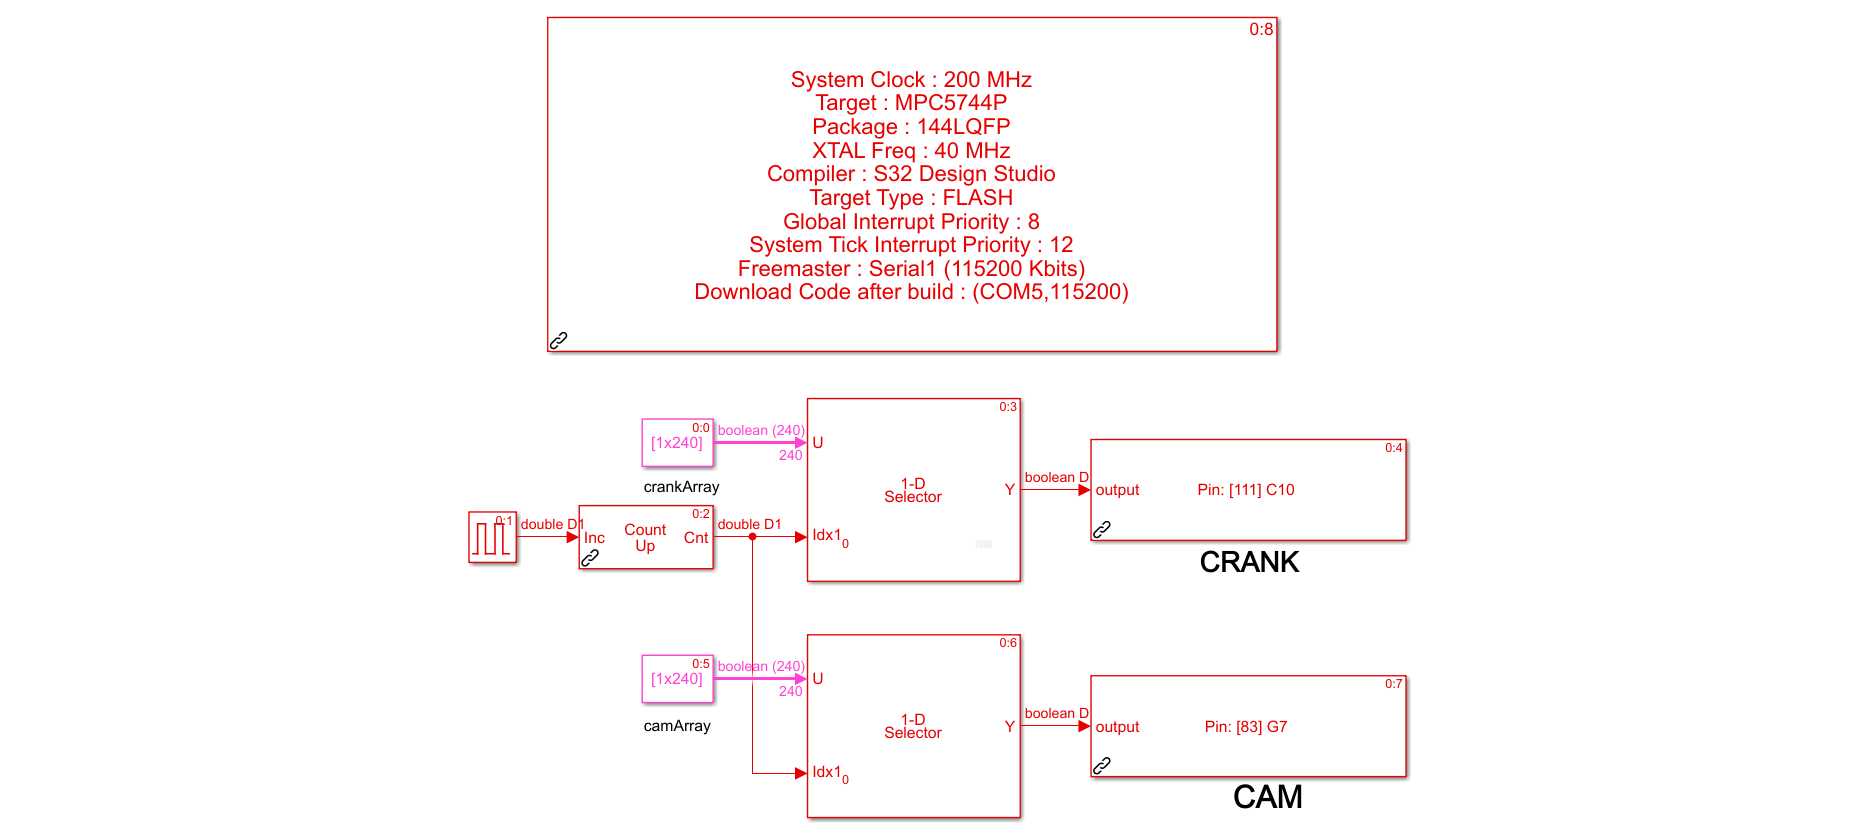 0:8
System Clock : 200 MHz
Target : MPC5744P
Package : 144LQFP
XTAL Freq : 40 MHz
Compiler : S32 Design Studio
Target Type : FLASH
Global Interrupt Priority : 8
System Tick Interrupt Priority : 12
Freemaster : Serial1 (115200 Kbits)
Download Code after build : (COM5,115200)
0:0
[1x240]
boolean (240)
240
crankArray
0:3
U
1-D
Selector
Y
Idx1 0
boolean D
0:4
output
Pin: [111] C10
CRANK
0:1
double D1
0:2
Inc
Count
Up
Cnt
double D1
0:5
[1x240]
boolean (240)
240
camArray
0:6
U
1-D
Selector
Y
Idx1 0
boolean D
0:7
output
Pin: [83] G7
CAM